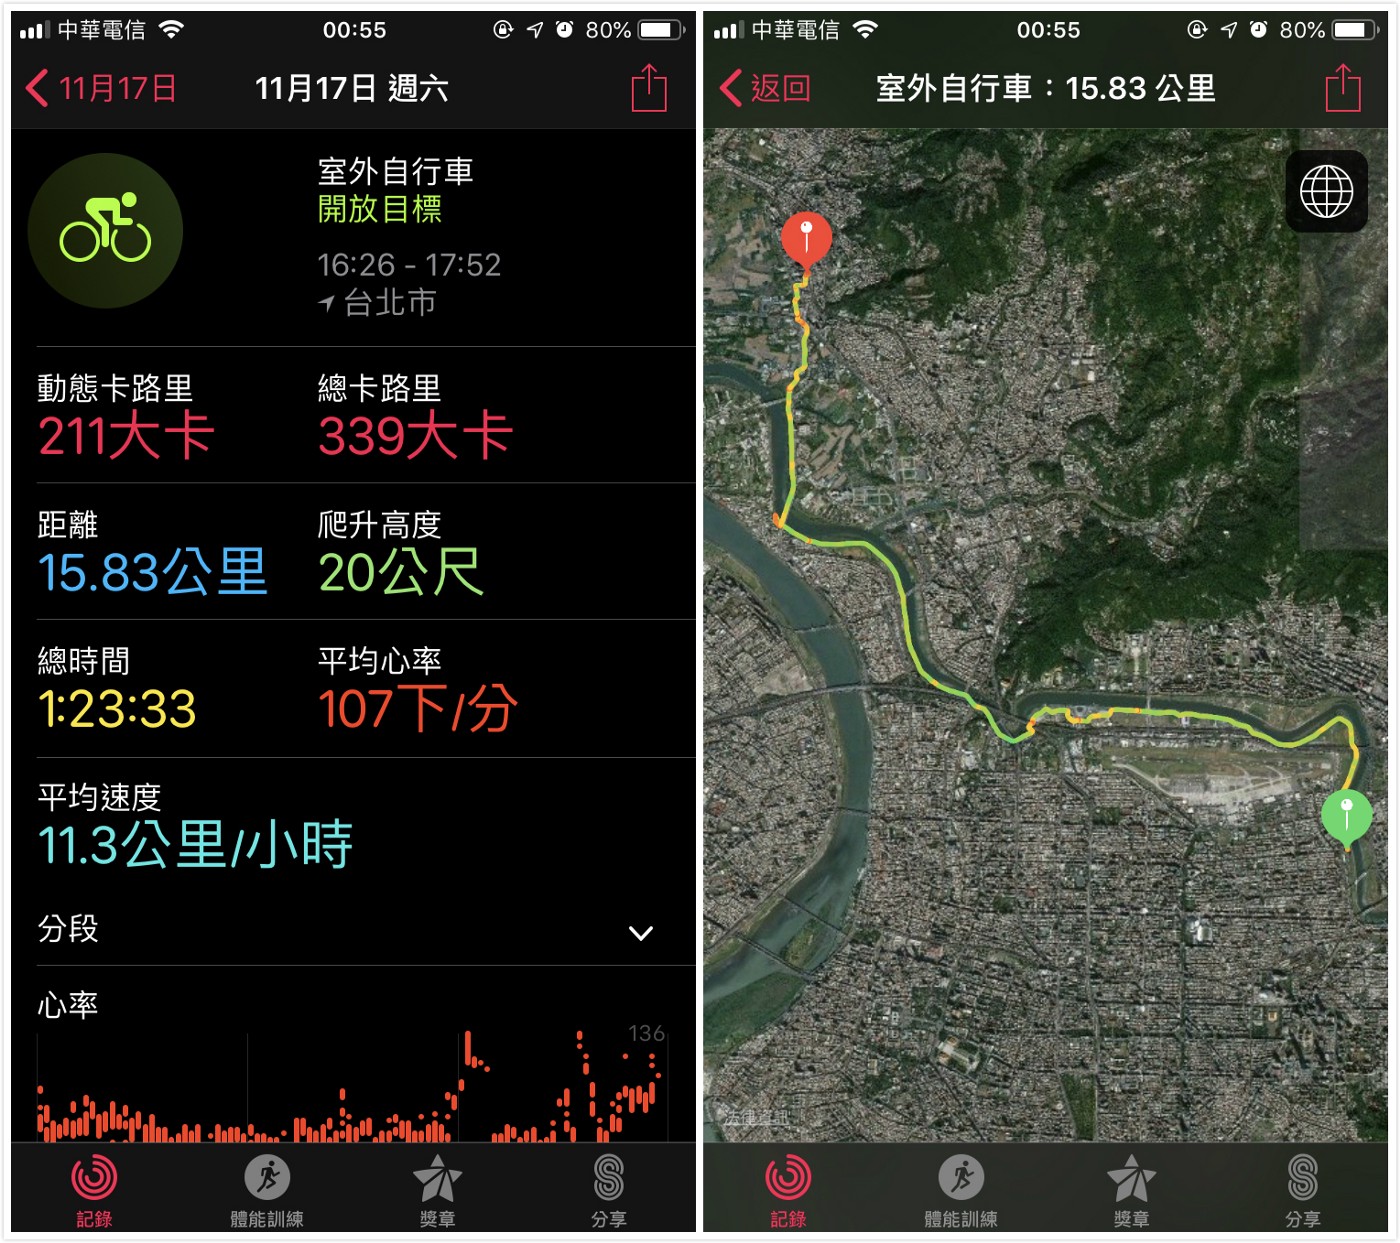 中華電信 00:55 80%
11月17日 11月17日 週六
室外自行車
開放目標
16:26 - 17:52
台北市
動態卡路里 總卡路里
211大卡 339大卡
距離 爬升高度
15.83公里 20公尺
總時間 平均心率
1:23:33 107下/分
平均速度
11.3公里/小時
分段
心率
136
記錄 體能訓練 獎章 分享
中華電信 00:55 80%
返回 室外自行車：15.83 公里
法律資訊
記錄 體能訓練 獎章 分享